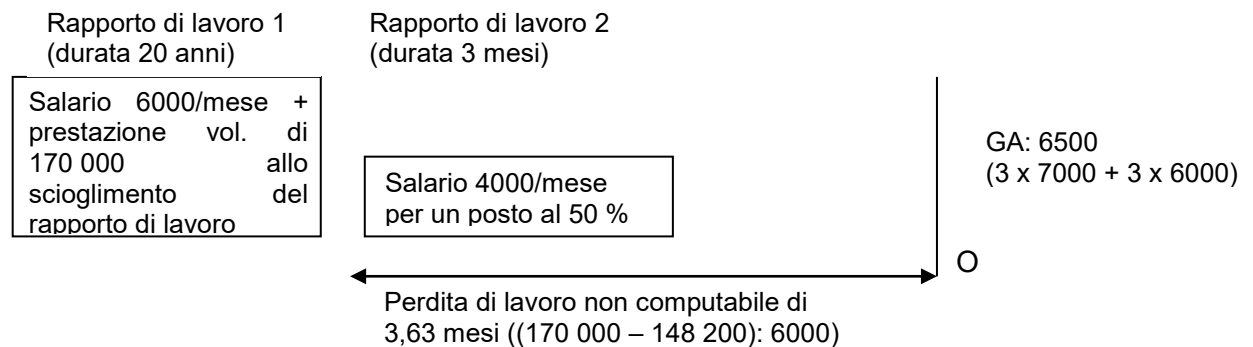 Rapporto di lavoro 1
(durata 20 anni)
Rapporto di lavoro 2
(durata 3 mesi)
Salario 6000/mese +
prestazione vol. di
170 000 allo
scioglimento del
rapporto di lavoro
Salario 4000/mese
per un posto al 50 %
GA: 6500
(3 x 7000 + 3 x 6000)
O
Perdita di lavoro non computabile di
3,63 mesi ((170 000 – 148 200): 6000)